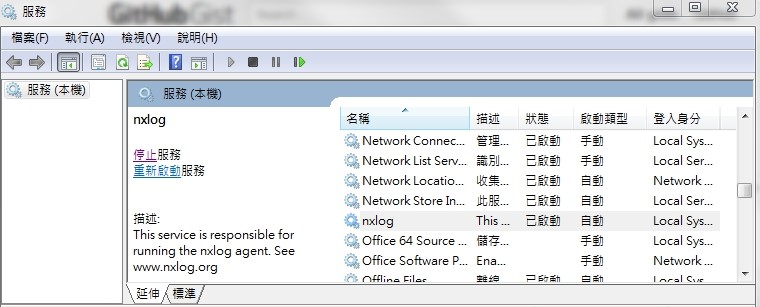 服務
GitHub Gist
檔案(F) 執行(A) 檢視(V) 說明(H)
服務 (本機)
服務 (本機)
nxlog
停止服務
重新啟動服務
描述:
This service is responsible for
running the nxlog agent. See
www.nxlog.org
名稱 描述 狀態 啟動類型 登入身分
Network Connec... 管理... 已啟動 手動 Local Sys...
Network List Serv... 識別... 已啟動 手動 Local Ser...
Network Locatio... 收集... 已啟動 自動 Network ...
Network Store In... 此服... 已啟動 自動 Local Ser...
nxlog This ... 已啟動 自動 Local Sys...
Office 64 Source ... 儲存... 手動 Local Sys...
Office Software P... Ena... 手動 Network ...
Offline Files 離線 已啟動 自動 Local Sys
延伸 標準